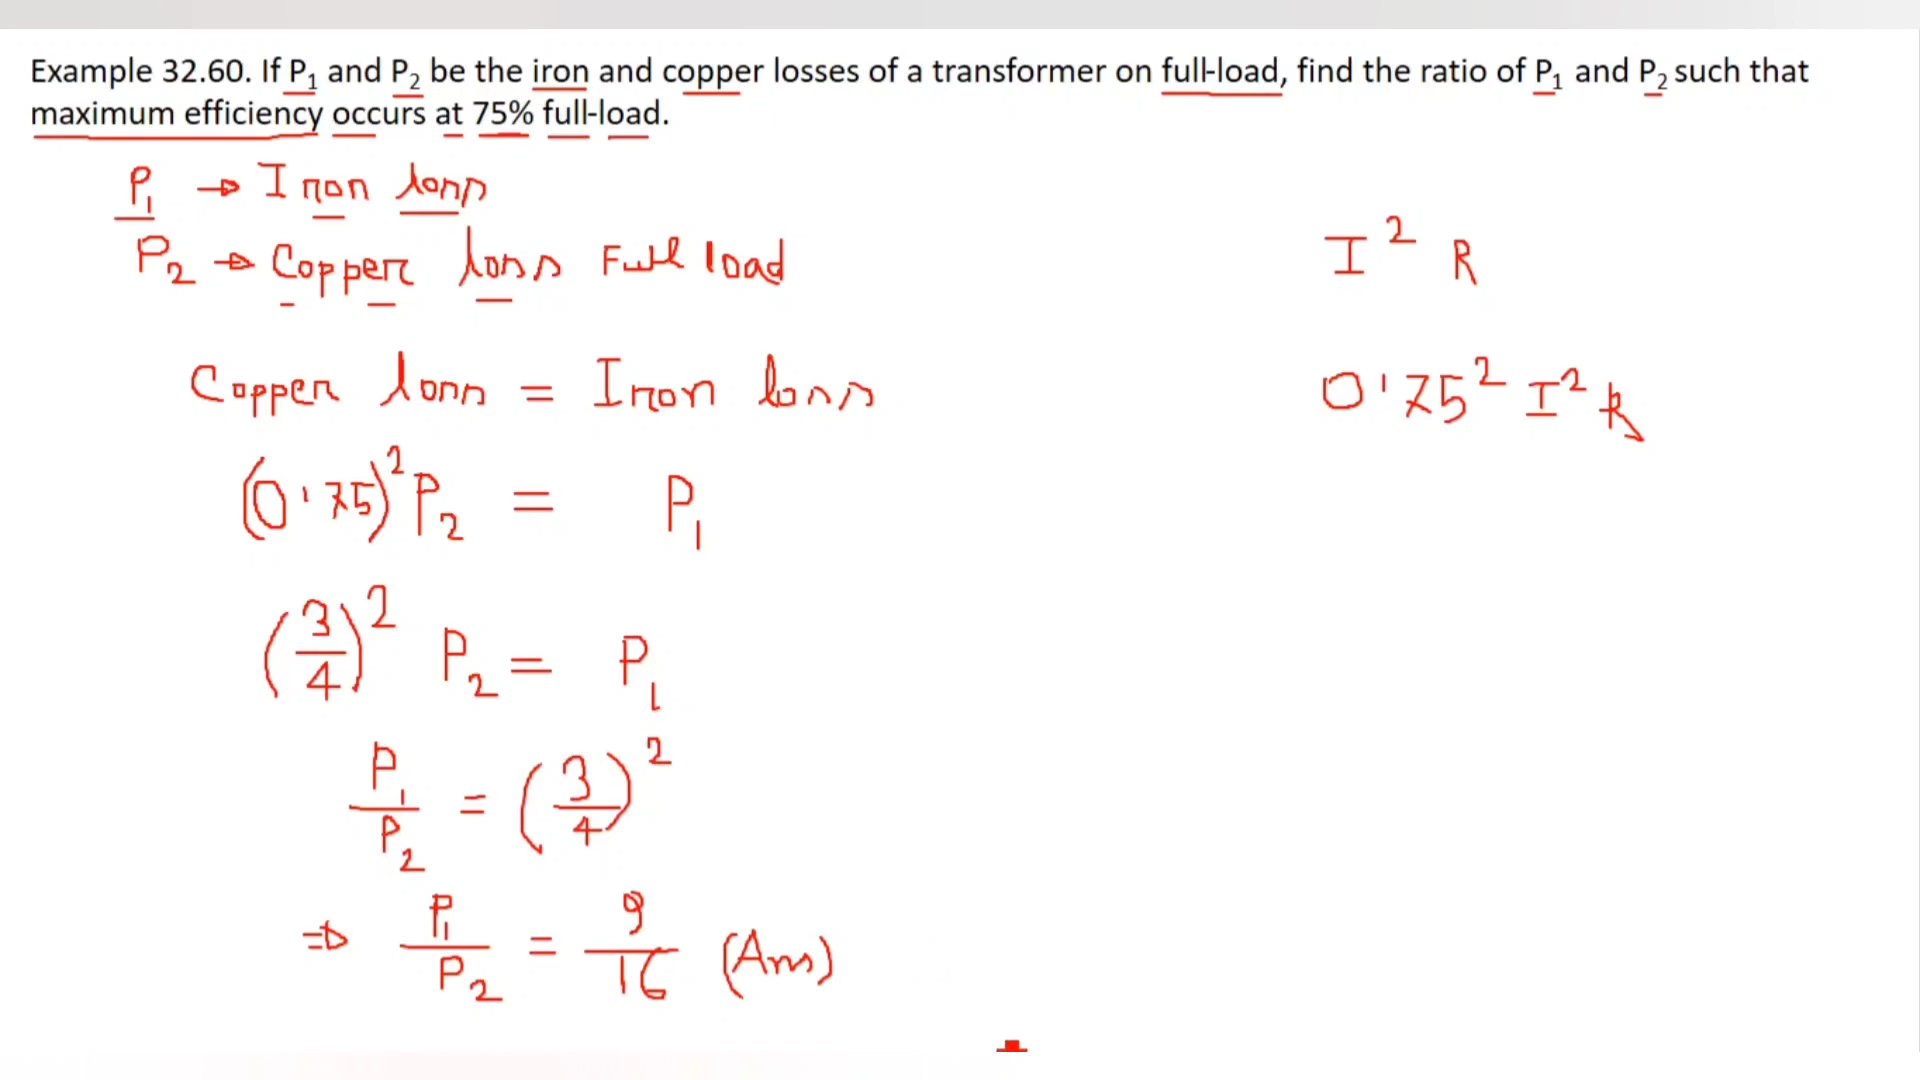 Example 32.60. If P₁ and P₂ be the iron and copper losses of a transformer on full-load, find the ratio of P₁ and P₂ such that
maximum efficiency occurs at 75% full-load.
P₁ → Iron loss
P₂ → Copper loss Full load
I² R
Copper loss = Iron loss
0.75² I² R
(0.75)² P₂ = P₁
(3/4)² P₂ = P₁
P₁/P₂ = (3/4)²
⇒ P₁/P₂ = 9/16 (Ans)